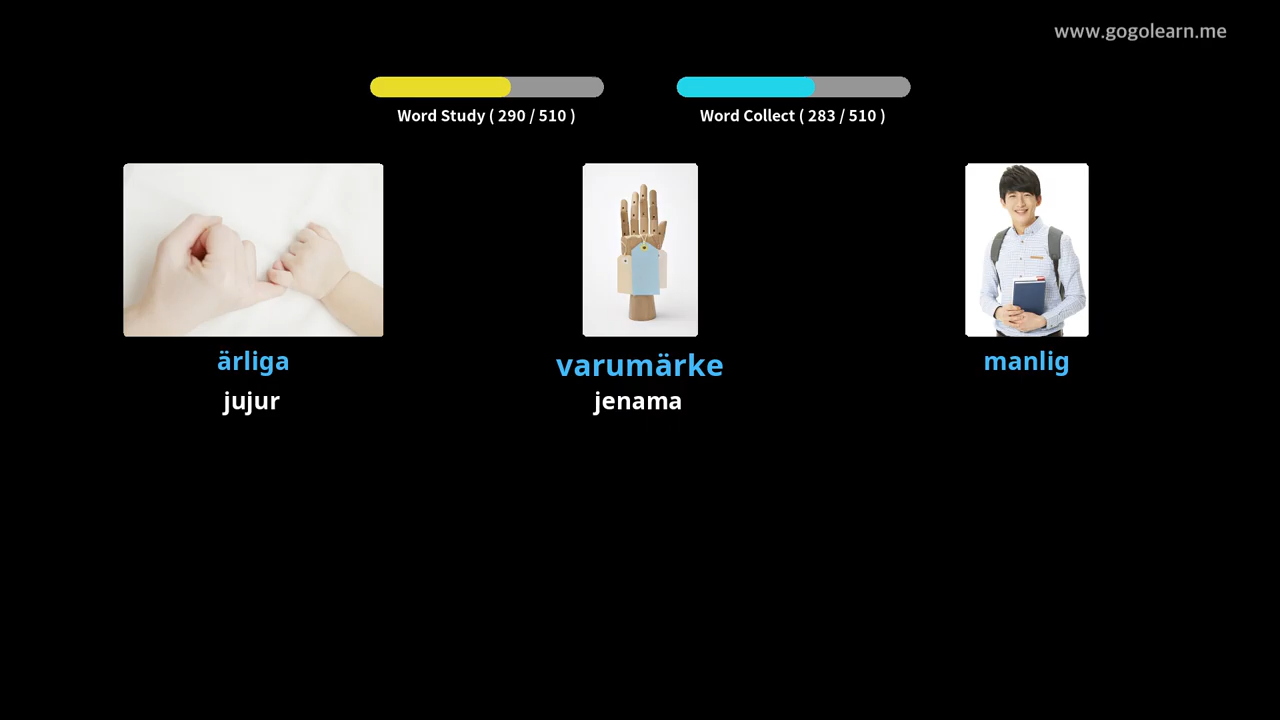 www.gogolearn.me
Word Study ( 290 / 510 )
Word Collect ( 283 / 510 )
ärliga
varumärke
manlig
jujur
jenama